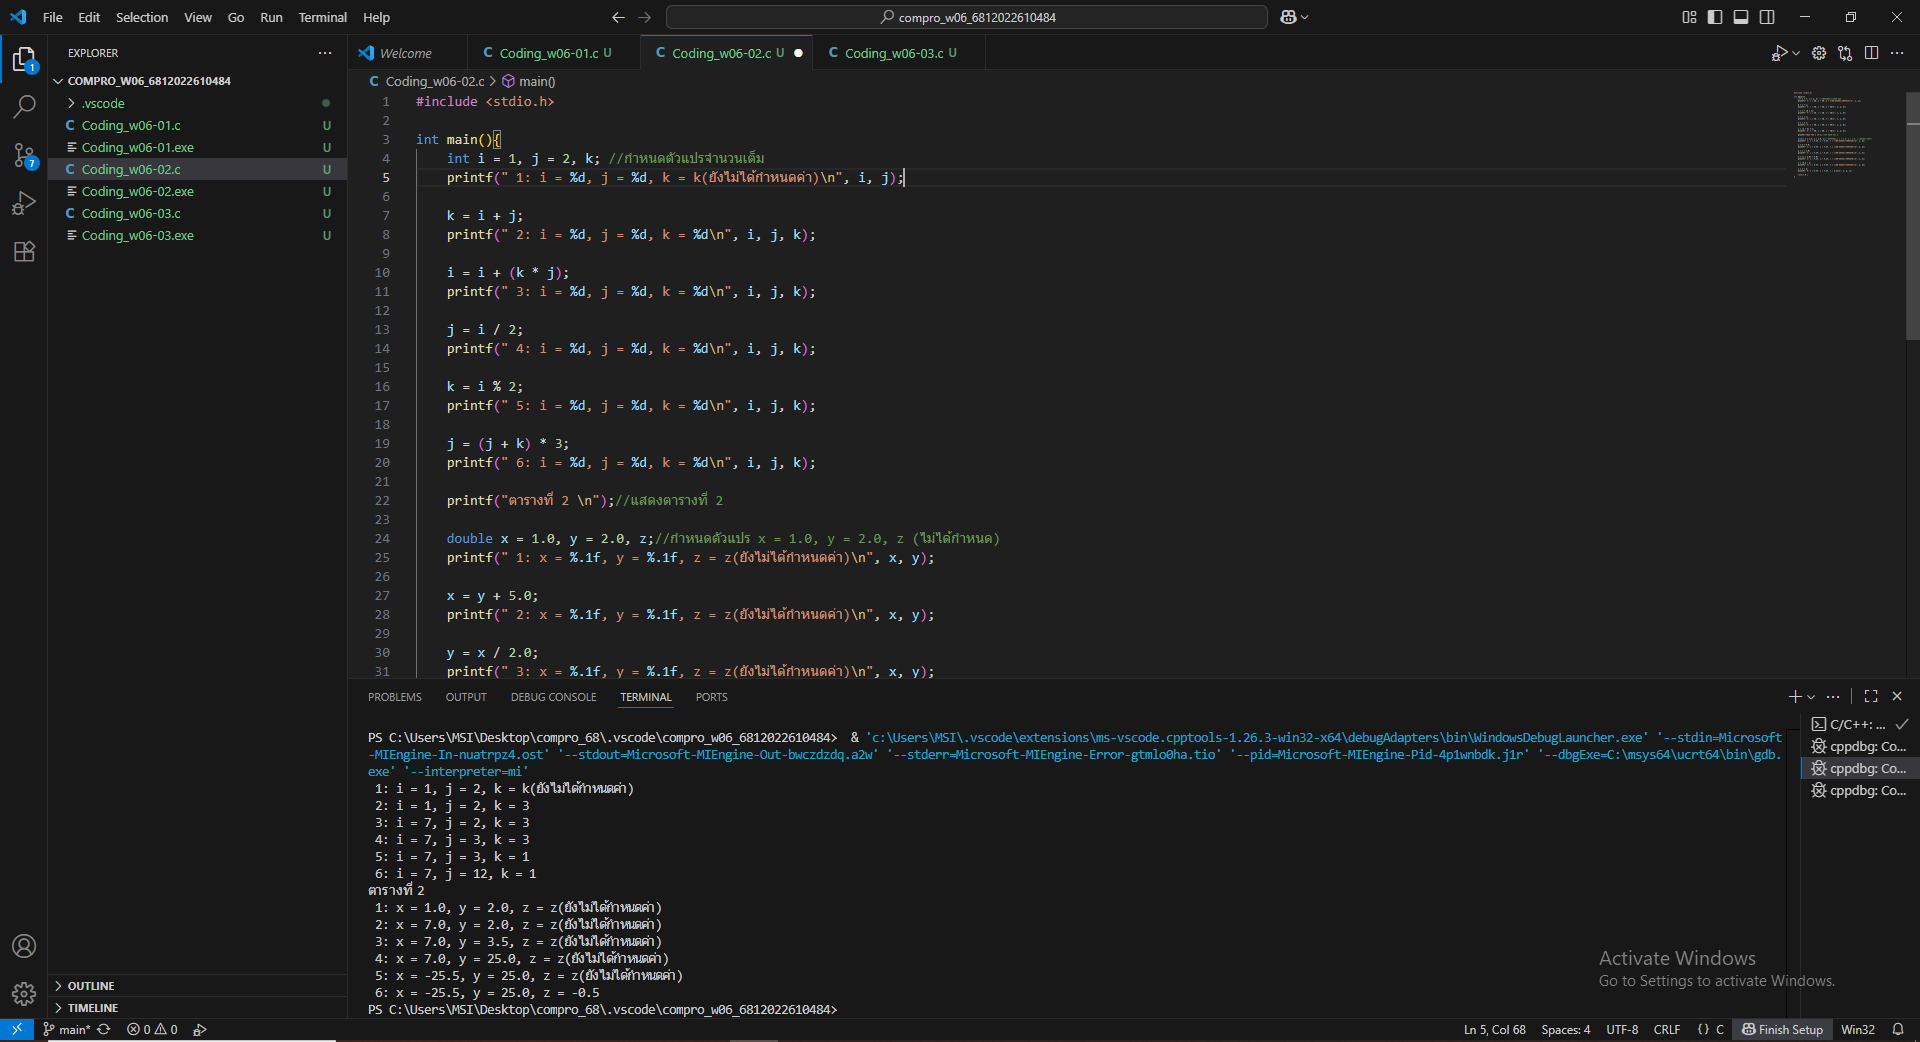 File Edit Selection View Go Run Terminal Help
compro_w06_6812022610484
EXPLORER
COMPRO_W06_6812022610484
.vscode
Coding_w06-01.c U
Coding_w06-01.exe U
Coding_w06-02.c U
Coding_w06-02.exe U
Coding_w06-03.c U
Coding_w06-03.exe U
OUTLINE
TIMELINE
Welcome
C Coding_w06-01.c U
C Coding_w06-02.c U
C Coding_w06-03.c U
C Coding_w06-02.c > main()
1 #include <stdio.h>
2
3 int main(){
4 int i = 1, j = 2, k; //กำหนดตัวแปรจำนวนเต็ม
5 printf(" 1: i = %d, j = %d, k = k(ยังไม่ได้กำหนดค่า)\n", i, j);
6
7 k = i + j;
8 printf(" 2: i = %d, j = %d, k = %d\n", i, j, k);
9
10 i = i + (k * j);
11 printf(" 3: i = %d, j = %d, k = %d\n", i, j, k);
12
13 j = i / 2;
14 printf(" 4: i = %d, j = %d, k = %d\n", i, j, k);
15
16 k = i % 2;
17 printf(" 5: i = %d, j = %d, k = %d\n", i, j, k);
18
19 j = (j + k) * 3;
20 printf(" 6: i = %d, j = %d, k = %d\n", i, j, k);
21
22 printf("ตารางที่ 2 \n");//แสดงตารางที่ 2
23
24 double x = 1.0, y = 2.0, z;//กำหนดตัวแปร x = 1.0, y = 2.0, z (ไม่ได้กำหนด)
25 printf(" 1: x = %.1f, y = %.1f, z = z(ยังไม่ได้กำหนดค่า)\n", x, y);
26
27 x = y + 5.0;
28 printf(" 2: x = %.1f, y = %.1f, z = z(ยังไม่ได้กำหนดค่า)\n", x, y);
29
30 y = x / 2.0;
31 printf(" 3: x = %.1f, y = %.1f, z = z(ยังไม่ได้กำหนดค่า)\n", x, y);
PROBLEMS OUTPUT DEBUG CONSOLE TERMINAL PORTS
PS C:\Users\MSI\Desktop\compro_68\.vscode\compro_w06_6812022610484> & 'c:\Users\MSI\.vscode\extensions\ms-vscode.cpptools-1.26.3-win32-x64\debugAdapters\bin\WindowsDebugLauncher.exe' '--stdin=Microsoft
-MIEngine-In-nuatrpz4.ost' '--stdout=Microsoft-MIEngine-Out-bwczdzdq.a2w' '--stderr=Microsoft-MIEngine-Error-gtmlo0ha.tio' '--pid=Microsoft-MIEngine-Pid-4p1wnbdk.j1r' '--dbgExe=C:\msys64\ucrt64\bin\gdb.
exe' '--interpreter=mi'
1: i = 1, j = 2, k = k(ยังไม่ได้กำหนดค่า)
2: i = 1, j = 2, k = 3
3: i = 7, j = 2, k = 3
4: i = 7, j = 3, k = 3
5: i = 7, j = 3, k = 1
6: i = 7, j = 12, k = 1
ตารางที่ 2
1: x = 1.0, y = 2.0, z = z(ยังไม่ได้กำหนดค่า)
2: x = 7.0, y = 2.0, z = z(ยังไม่ได้กำหนดค่า)
3: x = 7.0, y = 3.5, z = z(ยังไม่ได้กำหนดค่า)
4: x = 7.0, y = 25.0, z = z(ยังไม่ได้กำหนดค่า)
5: x = -25.5, y = 25.0, z = z(ยังไม่ได้กำหนดค่า)
6: x = -25.5, y = 25.0, z = -0.5
PS C:\Users\MSI\Desktop\compro_68\.vscode\compro_w06_6812022610484>
C/C++: ...
cppdbg: Co...
cppdbg: Co...
cppdbg: Co...
Activate Windows
Go to Settings to activate Windows.
main* 0 0
Ln 5, Col 68 Spaces: 4 UTF-8 CRLF {} C Finish Setup Win32
1
7